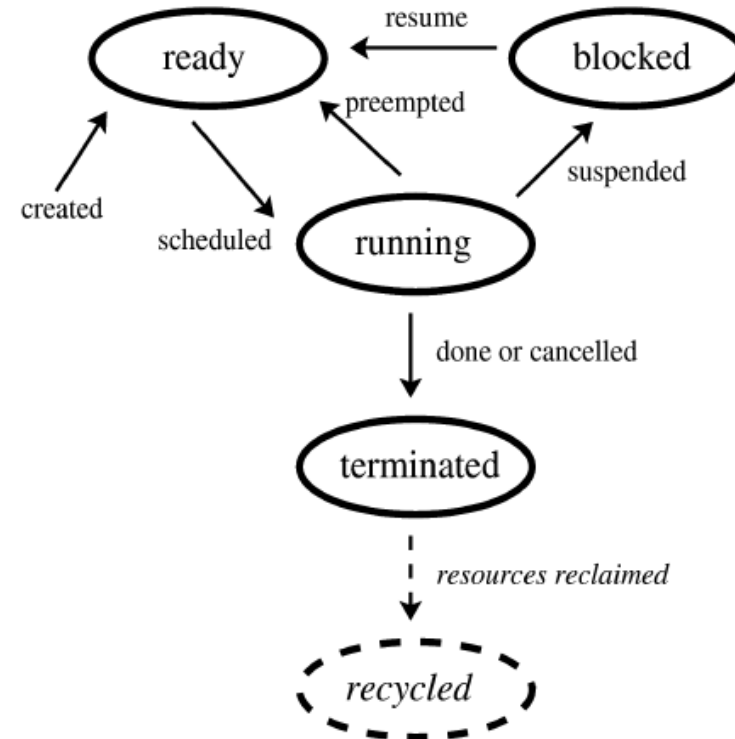 resume
ready
blocked
preempted
suspended
created
scheduled
running
done or cancelled
terminated
resources reclaimed
recycled